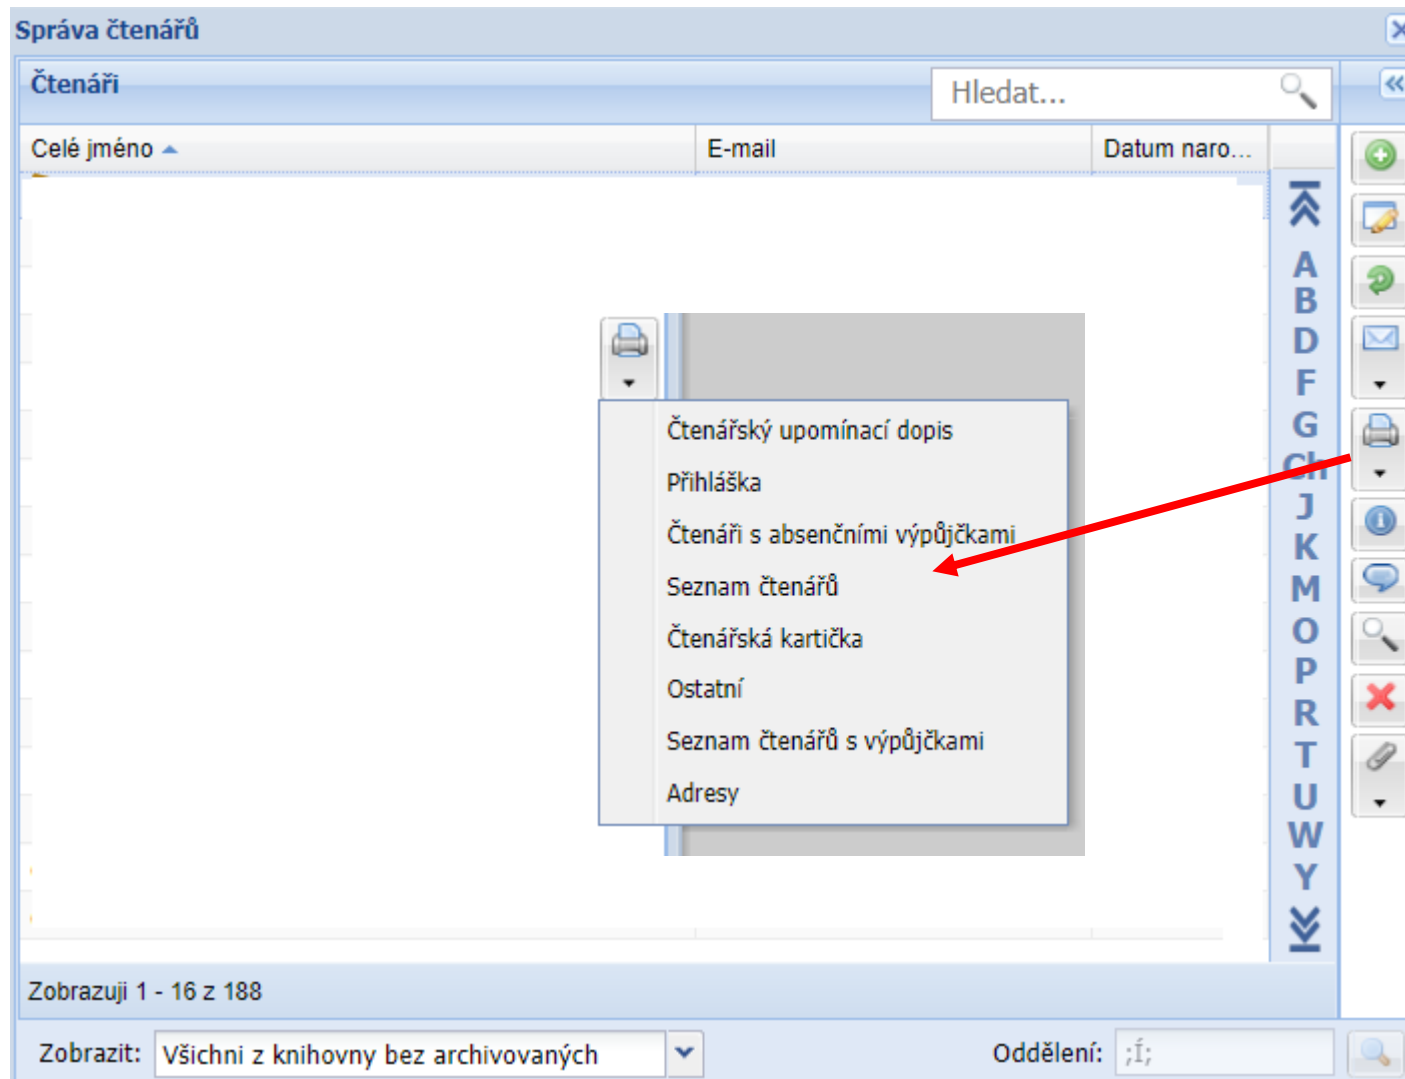 Správa čtenářů
Čtenáři
Hledat...
Celé jméno
E-mail
Datum naro...
A
B
D
F
G
Ch
J
K
M
O
P
R
T
U
W
Y
Čtenářský upomínací dopis
Přihláška
Čtenáři s absenčními výpůjčkami
Seznam čtenářů
Čtenářská kartička
Ostatní
Seznam čtenářů s výpůjčkami
Adresy
Zobrazuji 1 - 16 z 188
Zobrazit: Všichni z knihovny bez archivovaných
Oddělení: ;Í;